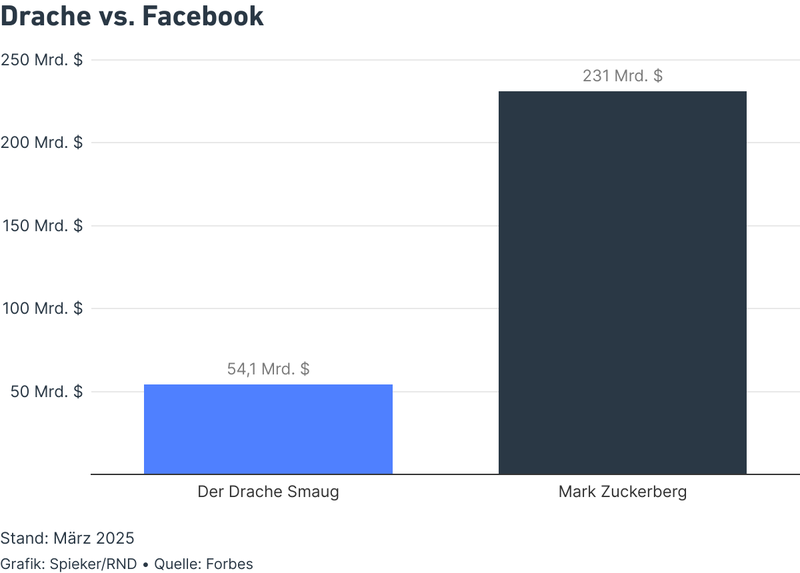 Drache vs. Facebook
250 Mrd. $
231 Mrd. $
200 Mrd. $
150 Mrd. $
100 Mrd. $
54,1 Mrd. $
50 Mrd. $
Der Drache Smaug
Mark Zuckerberg
Stand: März 2025
Grafik: Spieker/RND • Quelle: Forbes